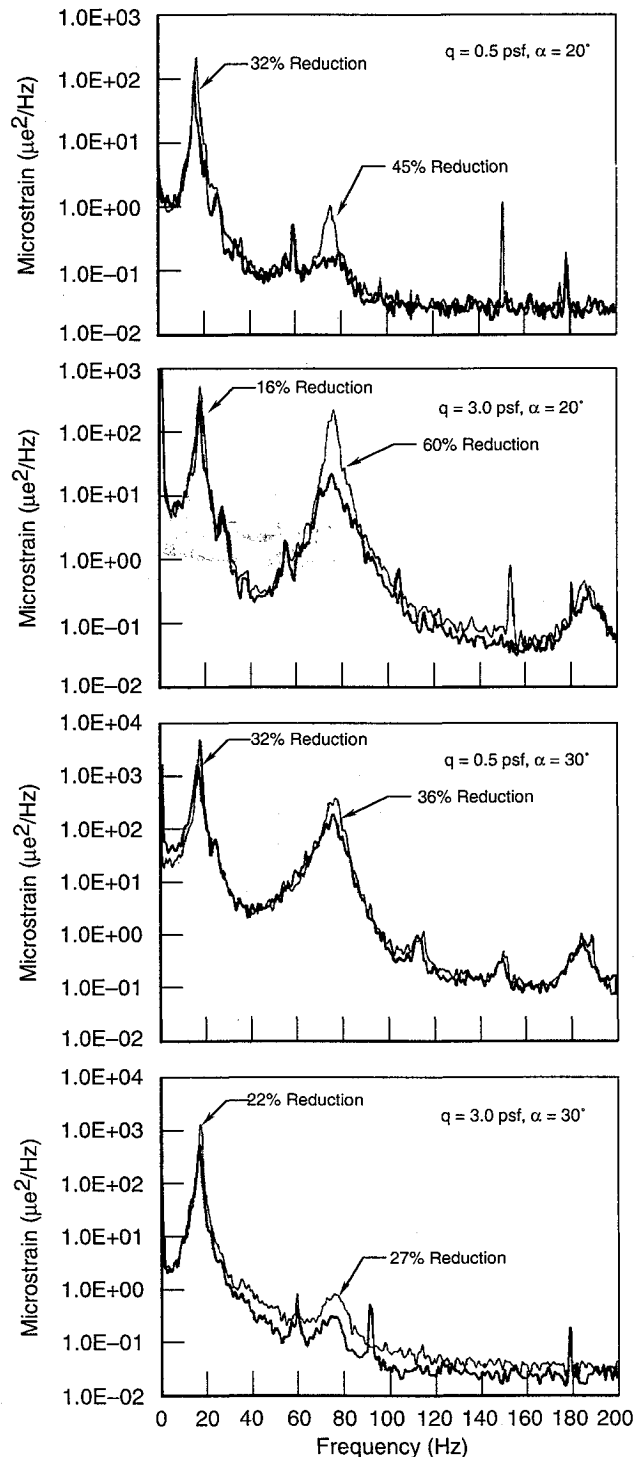 Microstrain (µe²/Hz)
1.0E+03
1.0E+02
1.0E+01
1.0E+00
1.0E−01
1.0E−02
q = 0.5 psf, α = 20˚
32% Reduction
45% Reduction
Microstrain (µe²/Hz)
1.0E+03
1.0E+02
1.0E+01
1.0E+00
1.0E−01
1.0E−02
q = 3.0 psf, α = 20˚
16% Reduction
60% Reduction
Microstrain (µe²/Hz)
1.0E+04
1.0E+03
1.0E+02
1.0E+01
1.0E+00
1.0E−01
1.0E−02
q = 0.5 psf, α = 30˚
32% Reduction
36% Reduction
Microstrain (µe²/Hz)
1.0E+04
1.0E+03
1.0E+02
1.0E+01
1.0E+00
1.0E−01
1.0E−02
q = 3.0 psf, α = 30˚
22% Reduction
27% Reduction
0 20 40 60 80 100 120 140 160 180 200
Frequency (Hz)